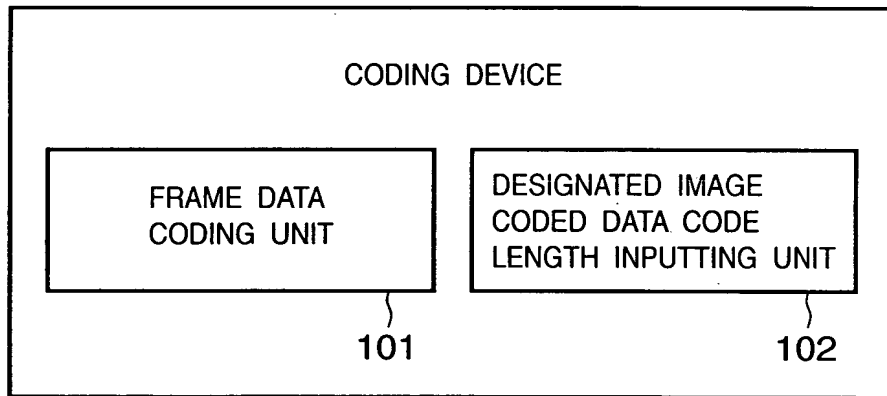 CODING DEVICE
FRAME DATA
CODING UNIT
DESIGNATED IMAGE
CODED DATA CODE
LENGTH INPUTTING UNIT
101
102